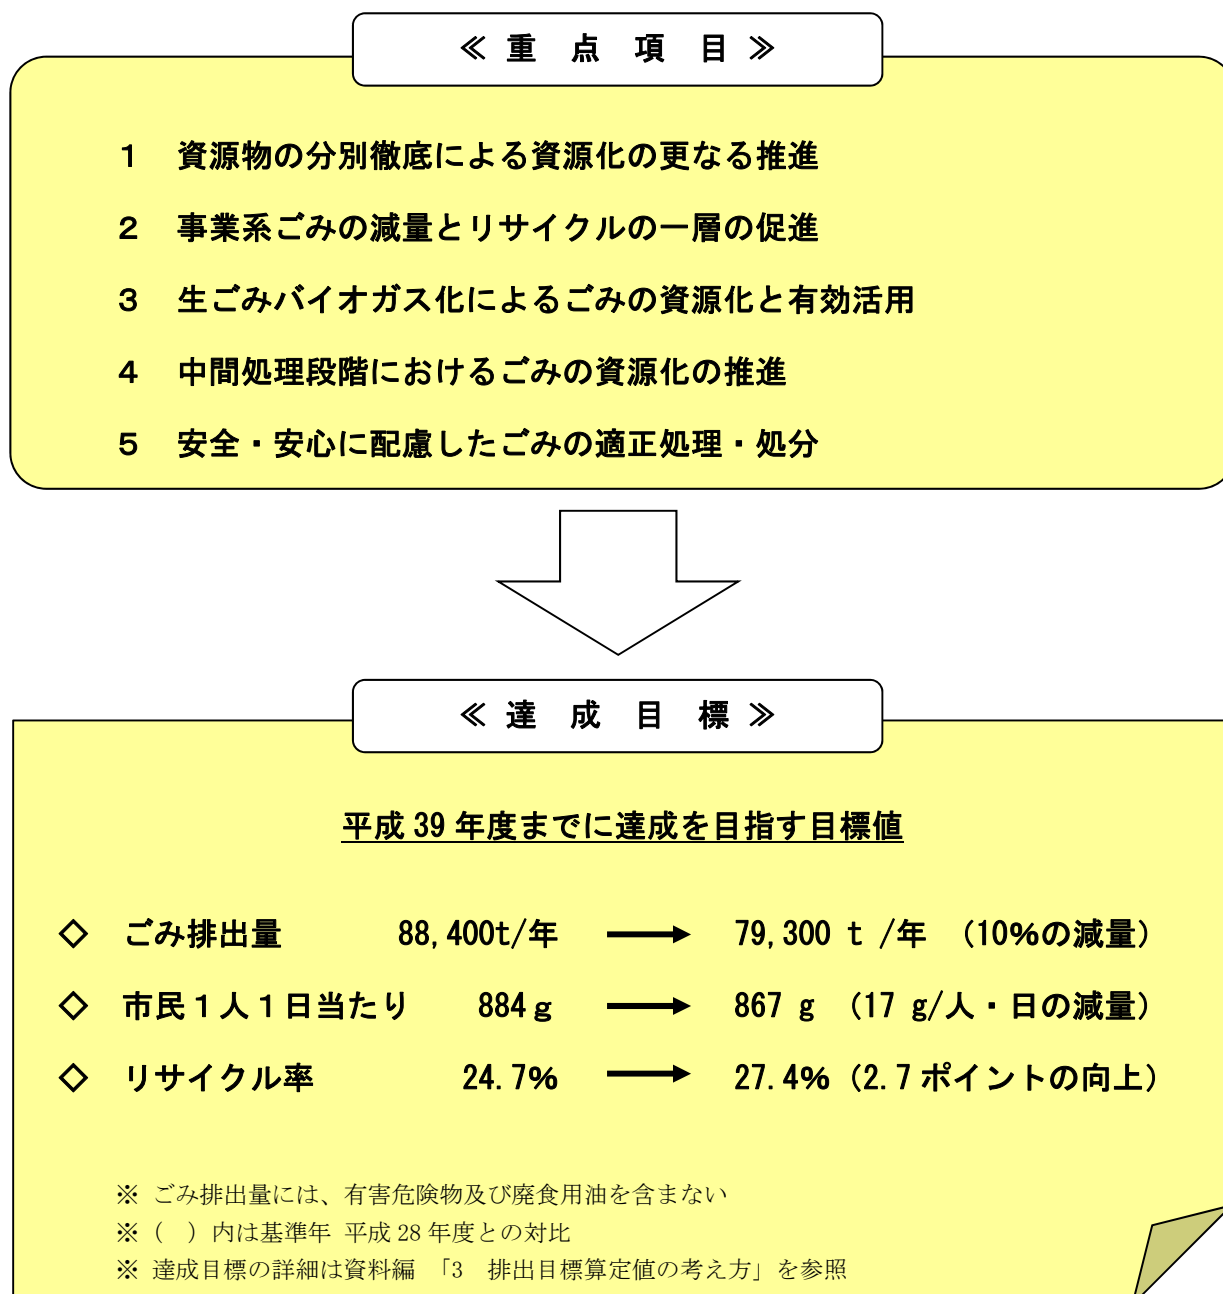 ≪ 重 点 項 目 ≫
1 資源物の分別徹底による資源化の更なる推進
2 事業系ごみの減量とリサイクルの一層の促進
3 生ごみバイオガス化によるごみの資源化と有効活用
4 中間処理段階におけるごみの資源化の推進
5 安全・安心に配慮したごみの適正処理・処分
≪ 達 成 目 標 ≫
平成 39 年度までに達成を目指す目標値
◇ ごみ排出量 88,400t/年 → 79,300 t /年 （10%の減量）
◇ 市民１人１日当たり 884ｇ → 867 g （17 g/人・日の減量）
◇ リサイクル率 24.7% → 27.4%（2.7 ポイントの向上）
※ ごみ排出量には、有害危険物及び廃食用油を含まない
※（ ）内は基準年 平成 28 年度との対比
※ 達成目標の詳細は資料編 「3 排出目標算定値の考え方」を参照